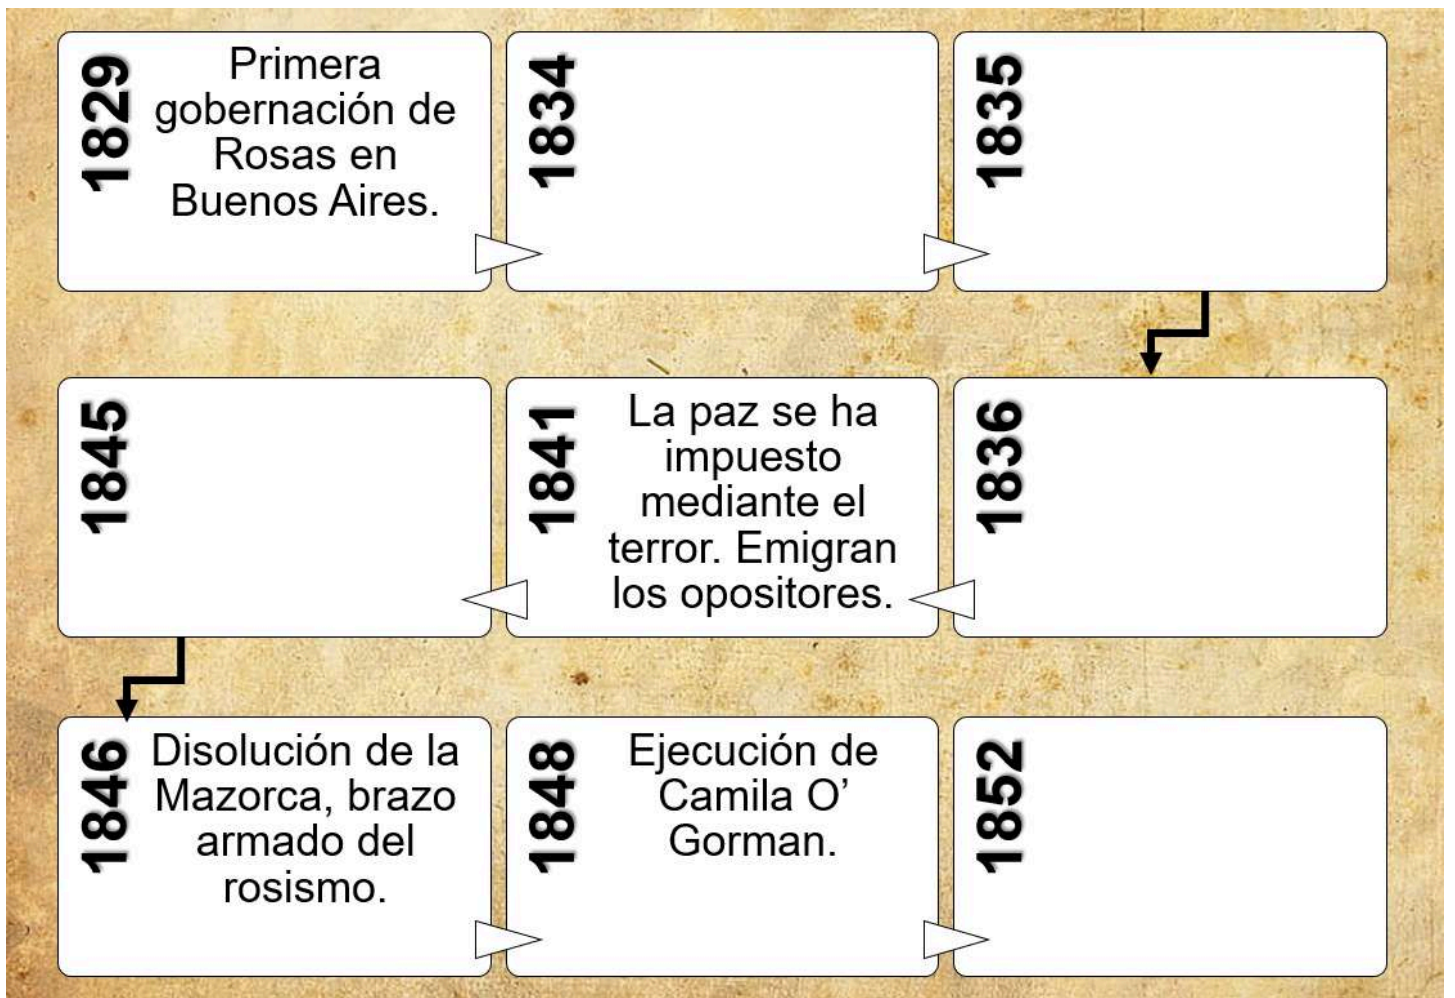 1829
Primera
gobernación de
Rosas en
Buenos Aires.
1834
1835
1836
1841
La paz se ha
impuesto
mediante el
terror. Emigran
los opositores.
1845
1846
Disolución de la
Mazorca, brazo
armado del
rosismo.
1848
Ejecución de
Camila O’
Gorman.
1852